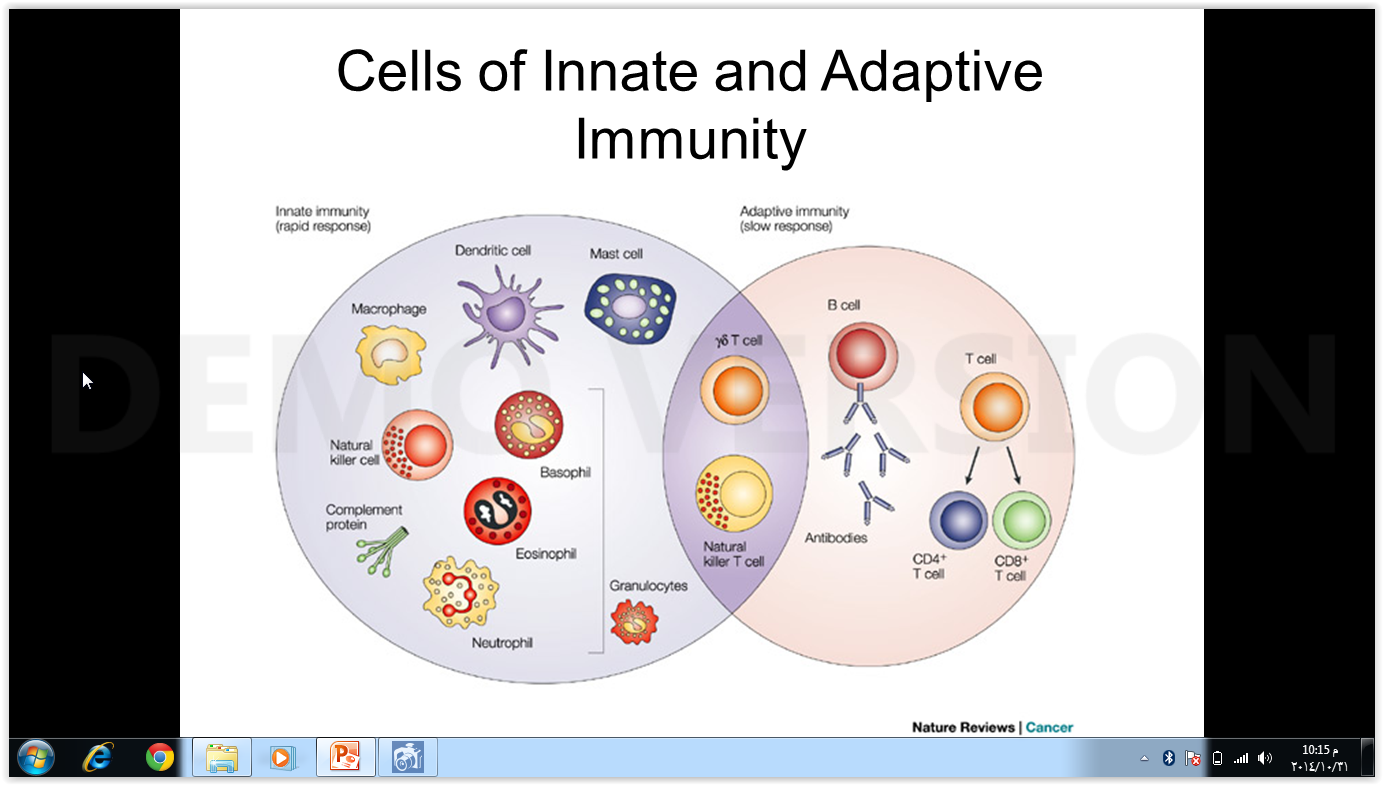 Cells of Innate and Adaptive
Immunity
Innate immunity
(rapid response)
Adaptive immunity
(slow response)
Dendritic cell
Mast cell
Macrophage
B cell
γδ T cell
T cell
Natural
killer cell
Basophil
Complement
protein
Eosinophil
Antibodies
Natural
killer T cell
CD4+
T cell
CD8+
T cell
Granulocytes
Neutrophil
DEMO VERSION
Nature Reviews | Cancer
10:15 م
٢٠١٤/١٠/٣١